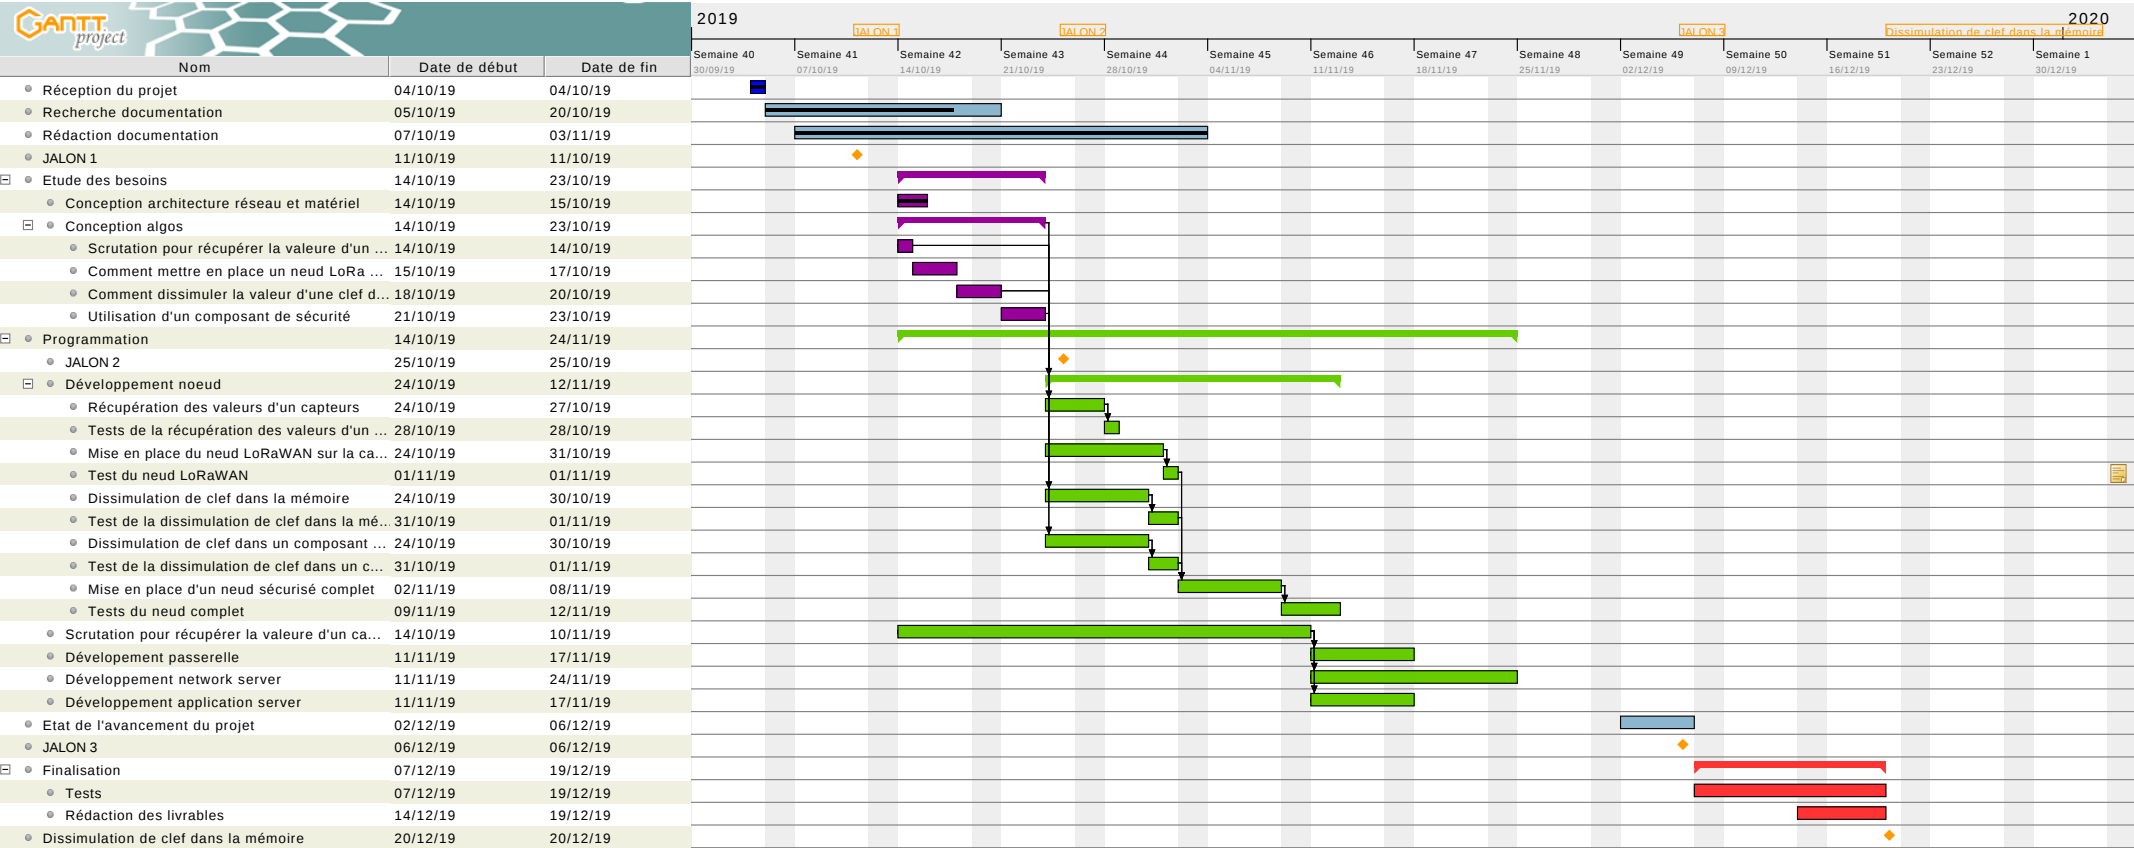 GANTT
project
2019
2020
JALON 1
JALON 2
JALON 3
Dissimulation de clef dans la mémoire
Semaine 40
Semaine 41
Semaine 42
Semaine 43
Semaine 44
Semaine 45
Semaine 46
Semaine 47
Semaine 48
Semaine 49
Semaine 50
Semaine 51
Semaine 52
Semaine 1
Nom
Date de début
Date de fin
30/09/19
07/10/19
14/10/19
21/10/19
28/10/19
04/11/19
11/11/19
18/11/19
25/11/19
02/12/19
09/12/19
16/12/19
23/12/19
30/12/19
Réception du projet 04/10/19 04/10/19
Recherche documentation 05/10/19 20/10/19
Rédaction documentation 07/10/19 03/11/19
JALON 1 11/10/19 11/10/19
Etude des besoins 14/10/19 23/10/19
Conception architecture réseau et matériel 14/10/19 15/10/19
Conception algos 14/10/19 23/10/19
Scrutation pour récupérer la valeure d'un ... 14/10/19 14/10/19
Comment mettre en place un neud LoRa ... 15/10/19 17/10/19
Comment dissimuler la valeur d'une clef d... 18/10/19 20/10/19
Utilisation d'un composant de sécurité 21/10/19 23/10/19
Programmation 14/10/19 24/11/19
JALON 2 25/10/19 25/10/19
Développement noeud 24/10/19 12/11/19
Récupération des valeurs d'un capteurs 24/10/19 27/10/19
Tests de la récupération des valeurs d'un ... 28/10/19 28/10/19
Mise en place du neud LoRaWAN sur la ca... 24/10/19 31/10/19
Test du neud LoRaWAN 01/11/19 01/11/19
Dissimulation de clef dans la mémoire 24/10/19 30/10/19
Test de la dissimulation de clef dans la mé... 31/10/19 01/11/19
Dissimulation de clef dans un composant ... 24/10/19 30/10/19
Test de la dissimulation de clef dans un c... 31/10/19 01/11/19
Mise en place d'un neud sécurisé complet 02/11/19 08/11/19
Tests du neud complet 09/11/19 12/11/19
Scrutation pour récupérer la valeure d'un ca... 14/10/19 10/11/19
Dévelopement passerelle 11/11/19 17/11/19
Développement network server 11/11/19 24/11/19
Développement application server 11/11/19 17/11/19
Etat de l'avancement du projet 02/12/19 06/12/19
JALON 3 06/12/19 06/12/19
Finalisation 07/12/19 19/12/19
Tests 07/12/19 19/12/19
Rédaction des livrables 14/12/19 19/12/19
Dissimulation de clef dans la mémoire 20/12/19 20/12/19